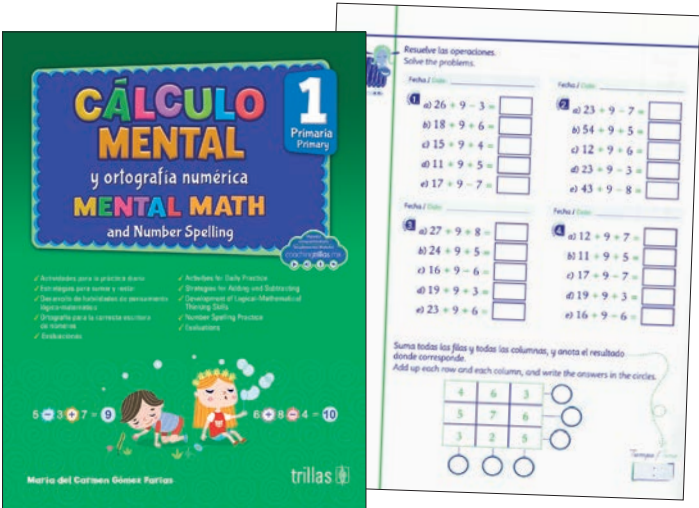 CÁLCULO
MENTAL
y ortografía numérica
MENTAL MATH
and Number Spelling
1
Primaria
Primary
coachingtrillas.mx
✓ Actividades para la práctica diaria
✓ Estrategias para sumar y restar
✓ Desarrollo de habilidades de pensamiento
lógico-matemático
✓ Ortografía para la correcta escritura
de números
✓ Evaluaciones
✓ Activities for Daily Practice
✓ Strategies for Adding and Subtracting
✓ Development of Logical-Mathematical
Thinking Skills
✓ Number Spelling Practice
✓ Evaluations
5 - 3 + 7 = 9
6 + 8 - 4 = 10
María del Carmen Gómez Farías
trillas
Resuelve las operaciones.
Solve the problems.
Fecha / Date:
1
a) 26 + 9 - 3 =
b) 18 + 9 + 6 =
c) 15 + 9 + 4 =
d) 11 + 9 + 5 =
e) 17 + 9 - 7 =
Fecha / Date:
2
a) 23 + 9 - 7 =
b) 54 + 9 + 5 =
c) 12 + 9 + 6 =
d) 23 + 9 - 3 =
e) 43 + 9 - 8 =
Fecha / Date:
3
a) 27 + 9 + 8 =
b) 24 + 9 + 5 =
c) 16 + 9 - 6 =
d) 19 + 9 + 3 =
e) 23 + 9 + 6 =
Fecha / Date:
4
a) 12 + 9 + 7 =
b) 11 + 9 + 5 =
c) 17 + 9 - 7 =
d) 19 + 9 + 3 =
e) 16 + 9 - 6 =
Suma todas las filas y todas las columnas, y anota el resultado
donde corresponde.
Add up each row and each column, and write the answers in the circles.
4 6 3
5 7 6
3 2 5
Tiempo / Time
: